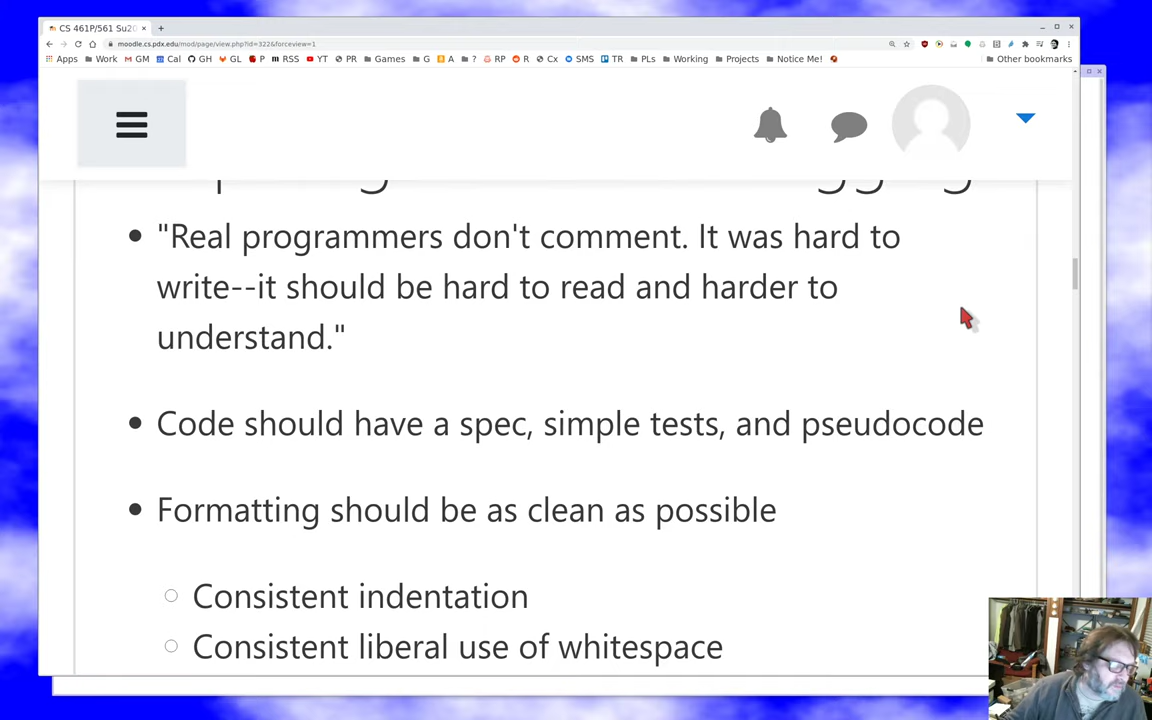 CS 461P/561 Su20
moodle.cs.pdx.edu/mod/page/view.php?id=322&forceview=1
Apps Work GM Cal GH GL P RSS YT PR Games G A ? RP R Cx SMS TR PLs Working Projects Notice Me! Other bookmarks
"Real programmers don't comment. It was hard to
write--it should be hard to read and harder to
understand."
Code should have a spec, simple tests, and pseudocode
Formatting should be as clean as possible
Consistent indentation
Consistent liberal use of whitespace